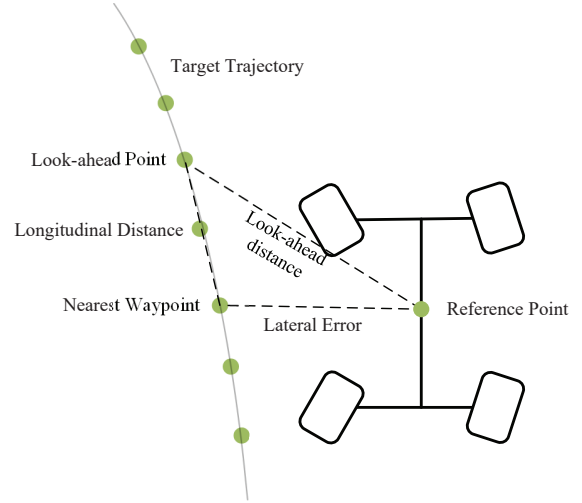 Target Trajectory
Look-ahead Point
Longitudinal Distance
Look-ahead
distance
Nearest Waypoint
Reference Point
Lateral Error